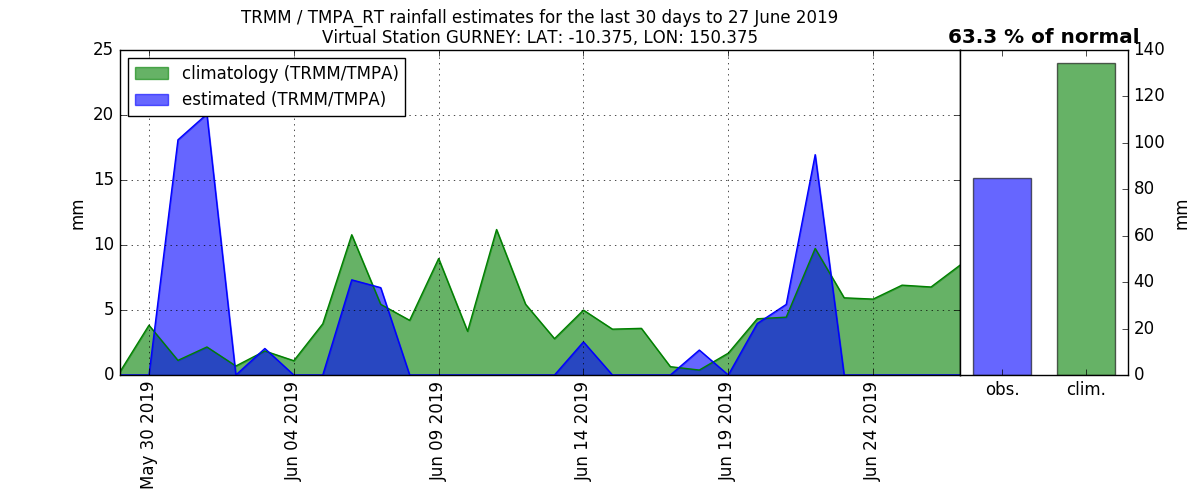 TRMM / TMPA_RT rainfall estimates for the last 30 days to 27 June 2019
Virtual Station GURNEY: LAT: -10.375, LON: 150.375
63.3 % of normal
climatology (TRMM/TMPA)
estimated (TRMM/TMPA)
25
20
15
10
5
0
mm
May 30 2019
Jun 04 2019
Jun 09 2019
Jun 14 2019
Jun 19 2019
Jun 24 2019
140
120
100
80
60
40
20
0
mm
obs.
clim.